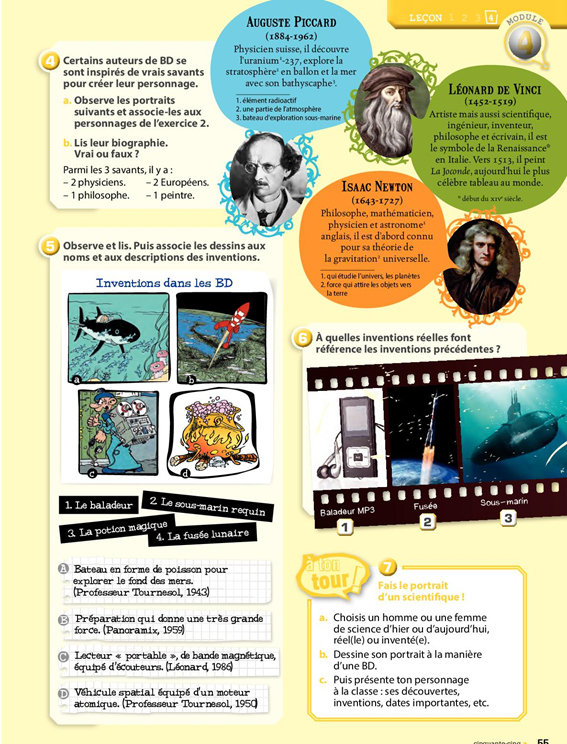 LEÇON 1 2 3 4
MODULE
4
4 Certains auteurs de BD se
sont inspirés de vrais savants
pour créer leur personnage.
a. Observe les portraits
suivants et associe-les aux
personnages de l'exercice 2.
b. Lis leur biographie.
Vrai ou faux ?
Parmi les 3 savants, il y a :
– 2 physiciens. – 2 Européens.
– 1 philosophe. – 1 peintre.
AUGUSTE PICCARD
(1884-1962)
Physicien suisse, il découvre
l'uranium¹-237, explore la
stratosphère² en ballon et la mer
avec son bathyscaphe³.
1. élément radioactif
2. une partie de l'atmosphère
3. bateau d'exploration sous-marine
LÉONARD DE VINCI
(1452-1519)
Artiste mais aussi scientifique,
ingénieur, inventeur,
philosophe et écrivain, il est
le symbole de la Renaissance*
en Italie. Vers 1513, il peint
La Joconde, aujourd'hui le plus
célèbre tableau au monde.
* début du XIVe siècle.
ISAAC NEWTON
(1643-1727)
Philosophe, mathématicien,
physicien et astronome¹
anglais, il est d'abord connu
pour sa théorie de
la gravitation² universelle.
1. qui étudie l'univers, les planètes
2. force qui attire les objets vers
la terre
5 Observe et lis. Puis associe les dessins aux
noms et aux descriptions des inventions.
Inventions dans les BD
a
b
c
d
1. Le baladeur
2. Le sous-marin requin
3. La potion magique
4. La fusée lunaire
A Bateau en forme de poisson pour
explorer le fond des mers.
(Professeur Tournesol, 1943)
B Préparation qui donne une très grande
force. (Panoramix, 1959)
C Lecteur « portable », de bande magnétique,
équipé d'écouteurs. (Léonard, 1986)
D Véhicule spatial équipé d'un moteur
atomique. (Professeur Tournesol, 1950)
6 À quelles inventions réelles font
référence les inventions précédentes ?
Baladeur MP3
Fusée
Sous-marin
1
2
3
à ton
tour !
7
Fais le portrait
d'un scientifique !
a. Choisis un homme ou une femme
de science d'hier ou d'aujourd'hui,
réel(le) ou inventé(e).
b. Dessine son portrait à la manière
d'une BD.
c. Puis présente ton personnage
à la classe : ses découvertes,
inventions, dates importantes, etc.
cinquante-cinq
55